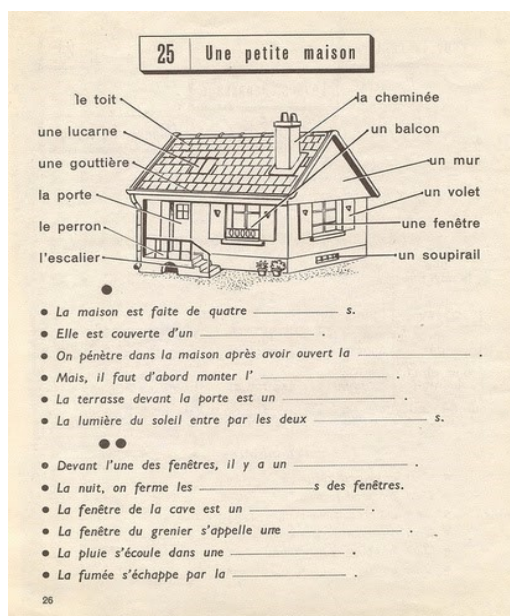 25 Une petite maison
le toit
la cheminée
une lucarne
un balcon
une gouttière
un mur
la porte
un volet
le perron
une fenêtre
l'escalier
un soupirail
La maison est faite de quatre s.
Elle est couverte d'un .
On pénètre dans la maison après avoir ouvert la .
Mais, il faut d'abord monter l' .
La terrasse devant la porte est un .
La lumière du soleil entre par les deux s.
Devant l'une des fenêtres, il y a un .
La nuit, on ferme les s des fenêtres.
La fenêtre de la cave est un .
La fenêtre du grenier s'appelle une .
La pluie s'écoule dans une .
La fumée s'échappe par la .
26